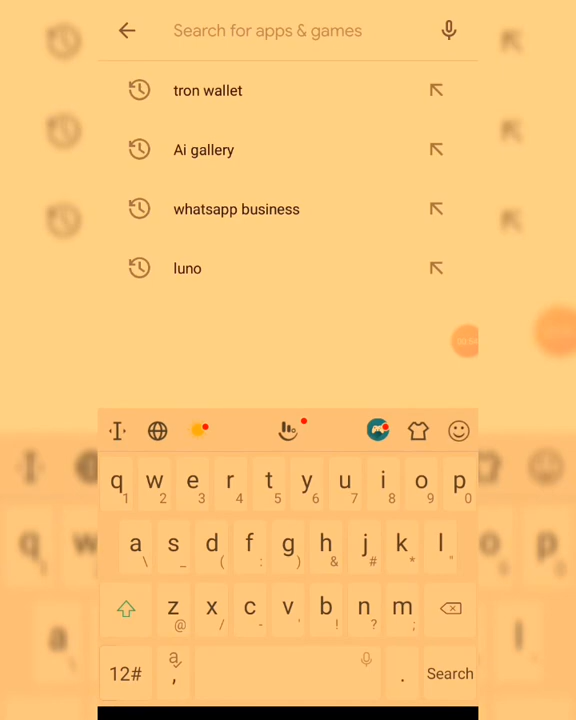 Search for apps & games
tron wallet
Ai gallery
whatsapp business
luno
q w e r t y u i o p
1 2 3 4 5 6 7 8 9 0
a s d f g h j k l
\ _ ( : ) & # * "
z x c v b n m
@ / - ' ! ? ;
12# a , . Search